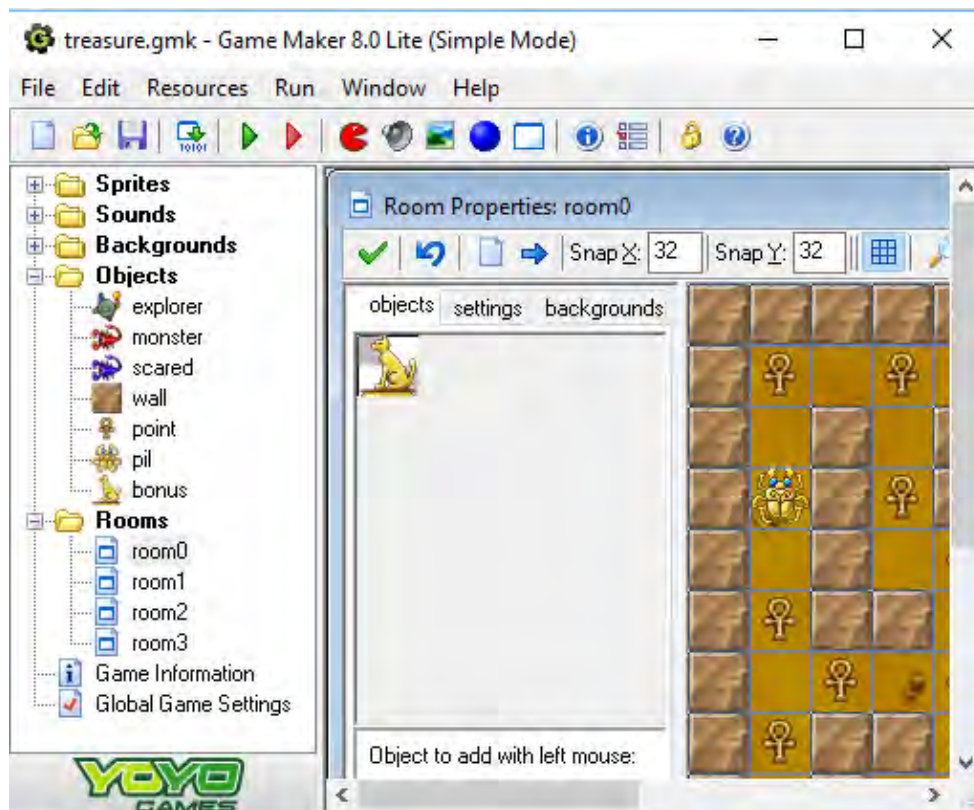 treasure.gmk - Game Maker 8.0 Lite (Simple Mode)
File Edit Resources Run Window Help
Sprites
Sounds
Backgrounds
Objects
explorer
monster
scared
wall
point
pil
bonus
Rooms
room0
room1
room2
room3
Game Information
Global Game Settings
YOYO
GAMES
Room Properties: room0
Snap X: 32 Snap Y: 32
objects settings backgrounds
Object to add with left mouse: